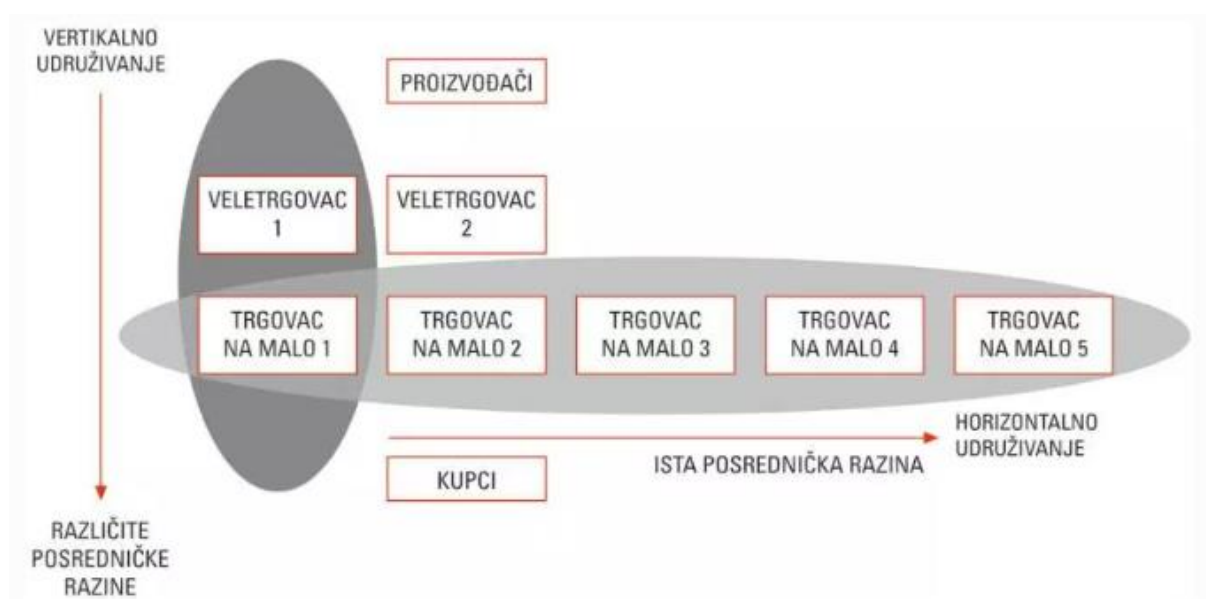 VERTIKALNO
UDRUŽIVANJE
PROIZVOĐAČI
VELETRGOVAC
1
VELETRGOVAC
2
TRGOVAC
NA MALO 1
TRGOVAC
NA MALO 2
TRGOVAC
NA MALO 3
TRGOVAC
NA MALO 4
TRGOVAC
NA MALO 5
HORIZONTALNO
UDRUŽIVANJE
ISTA POSREDNIČKA RAZINA
KUPCI
RAZLIČITE
POSREDNIČKE
RAZINE